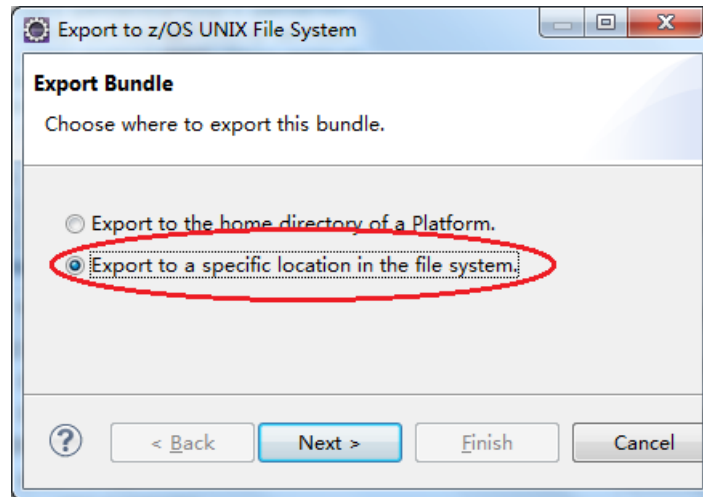 Export to z/OS UNIX File System
Export Bundle
Choose where to export this bundle.
Export to the home directory of a Platform.
Export to a specific location in the file system.
? < Back Next > Finish Cancel